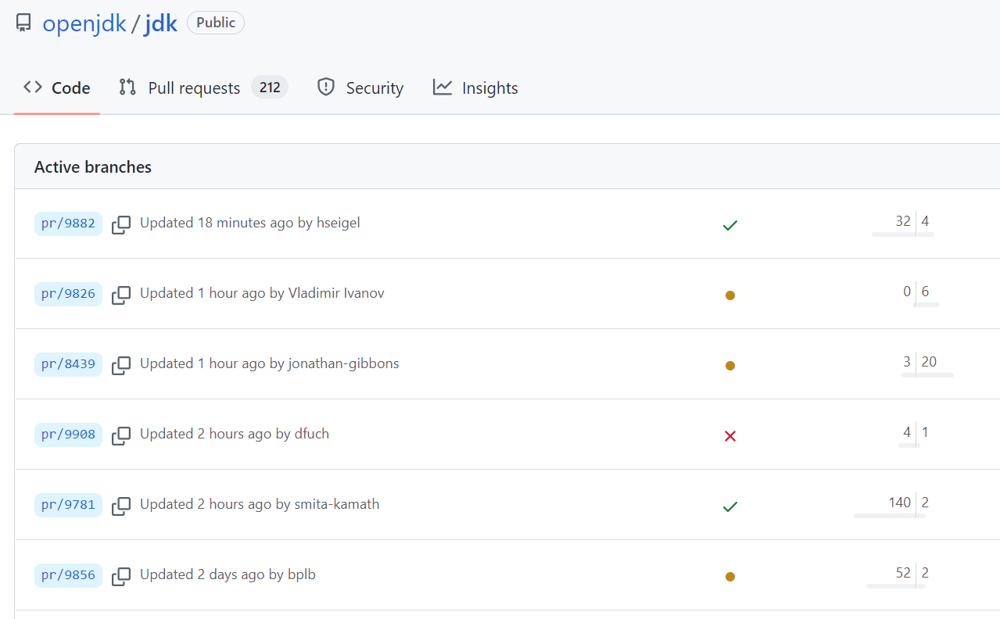 openjdk / jdk Public
Code Pull requests 212 Security Insights
Active branches
pr/9882 Updated 18 minutes ago by hseigel 32 4
pr/9826 Updated 1 hour ago by Vladimir Ivanov 0 6
pr/8439 Updated 1 hour ago by jonathan-gibbons 3 20
pr/9908 Updated 2 hours ago by dfuch 4 1
pr/9781 Updated 2 hours ago by smita-kamath 140 2
pr/9856 Updated 2 days ago by bplb 52 2